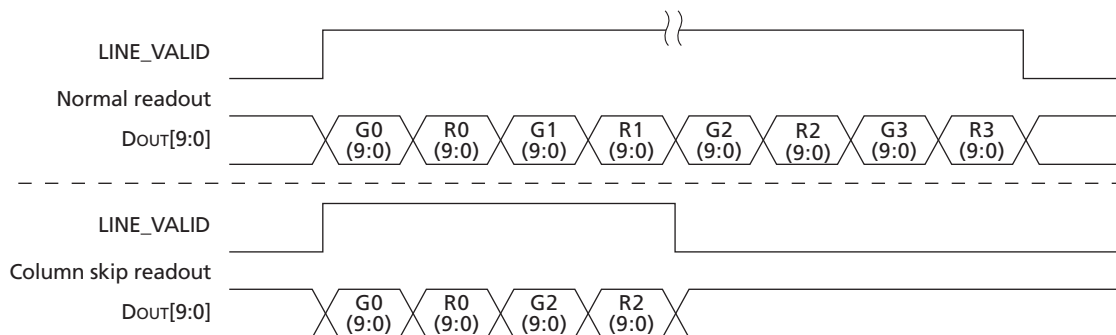 LINE_VALID
Normal readout
DOUT[9:0]
G0 (9:0) R0 (9:0) G1 (9:0) R1 (9:0) G2 (9:0) R2 (9:0) G3 (9:0) R3 (9:0)
LINE_VALID
Column skip readout
DOUT[9:0]
G0 (9:0) R0 (9:0) G2 (9:0) R2 (9:0)